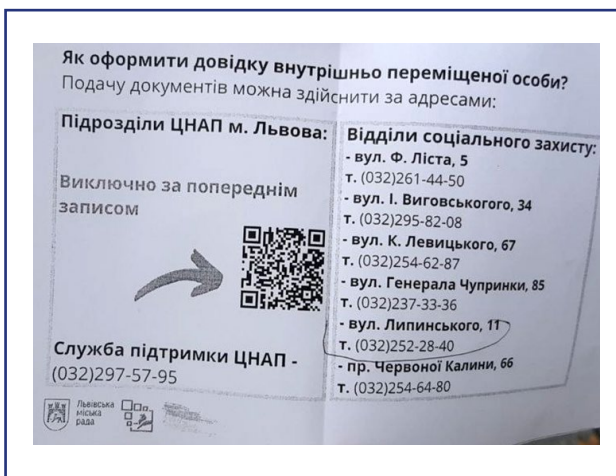 Як оформити довідку внутрішньо переміщеної особи?
Подачу документів можна здійснити за адресами:
Підрозділи ЦНАП м. Львова:
Виключно за попереднім
записом
Служба підтримки ЦНАП -
(032)297-57-95
Відділи соціального захисту:
- вул. Ф. Ліста, 5
т. (032)261-44-50
- вул. І. Виговського, 34
т. (032)295-82-08
- вул. К. Левицького, 67
т. (032)254-62-87
- вул. Генерала Чупринки, 85
т. (032)237-33-36
- вул. Липинського, 11
т. (032)252-28-40
- пр. Червоної Калини, 66
т. (032)254-64-80
Львівська
міська
рада